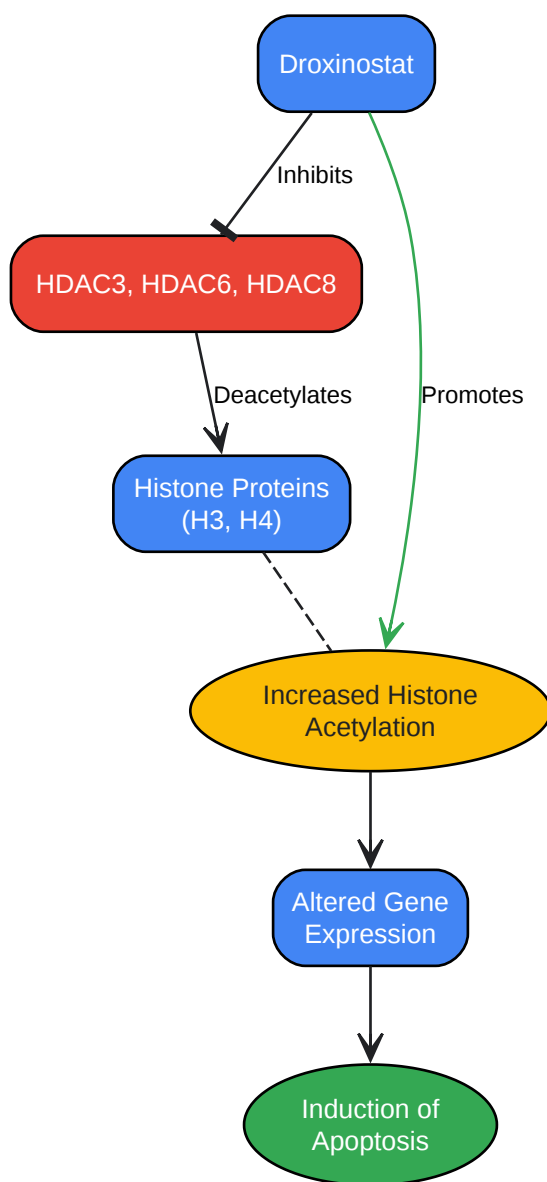 Droxinostat
Inhibits
HDAC3, HDAC6, HDAC8
Deacetylates
Promotes
Histone Proteins
(H3, H4)
Increased Histone
Acetylation
Altered Gene
Expression
Induction of
Apoptosis